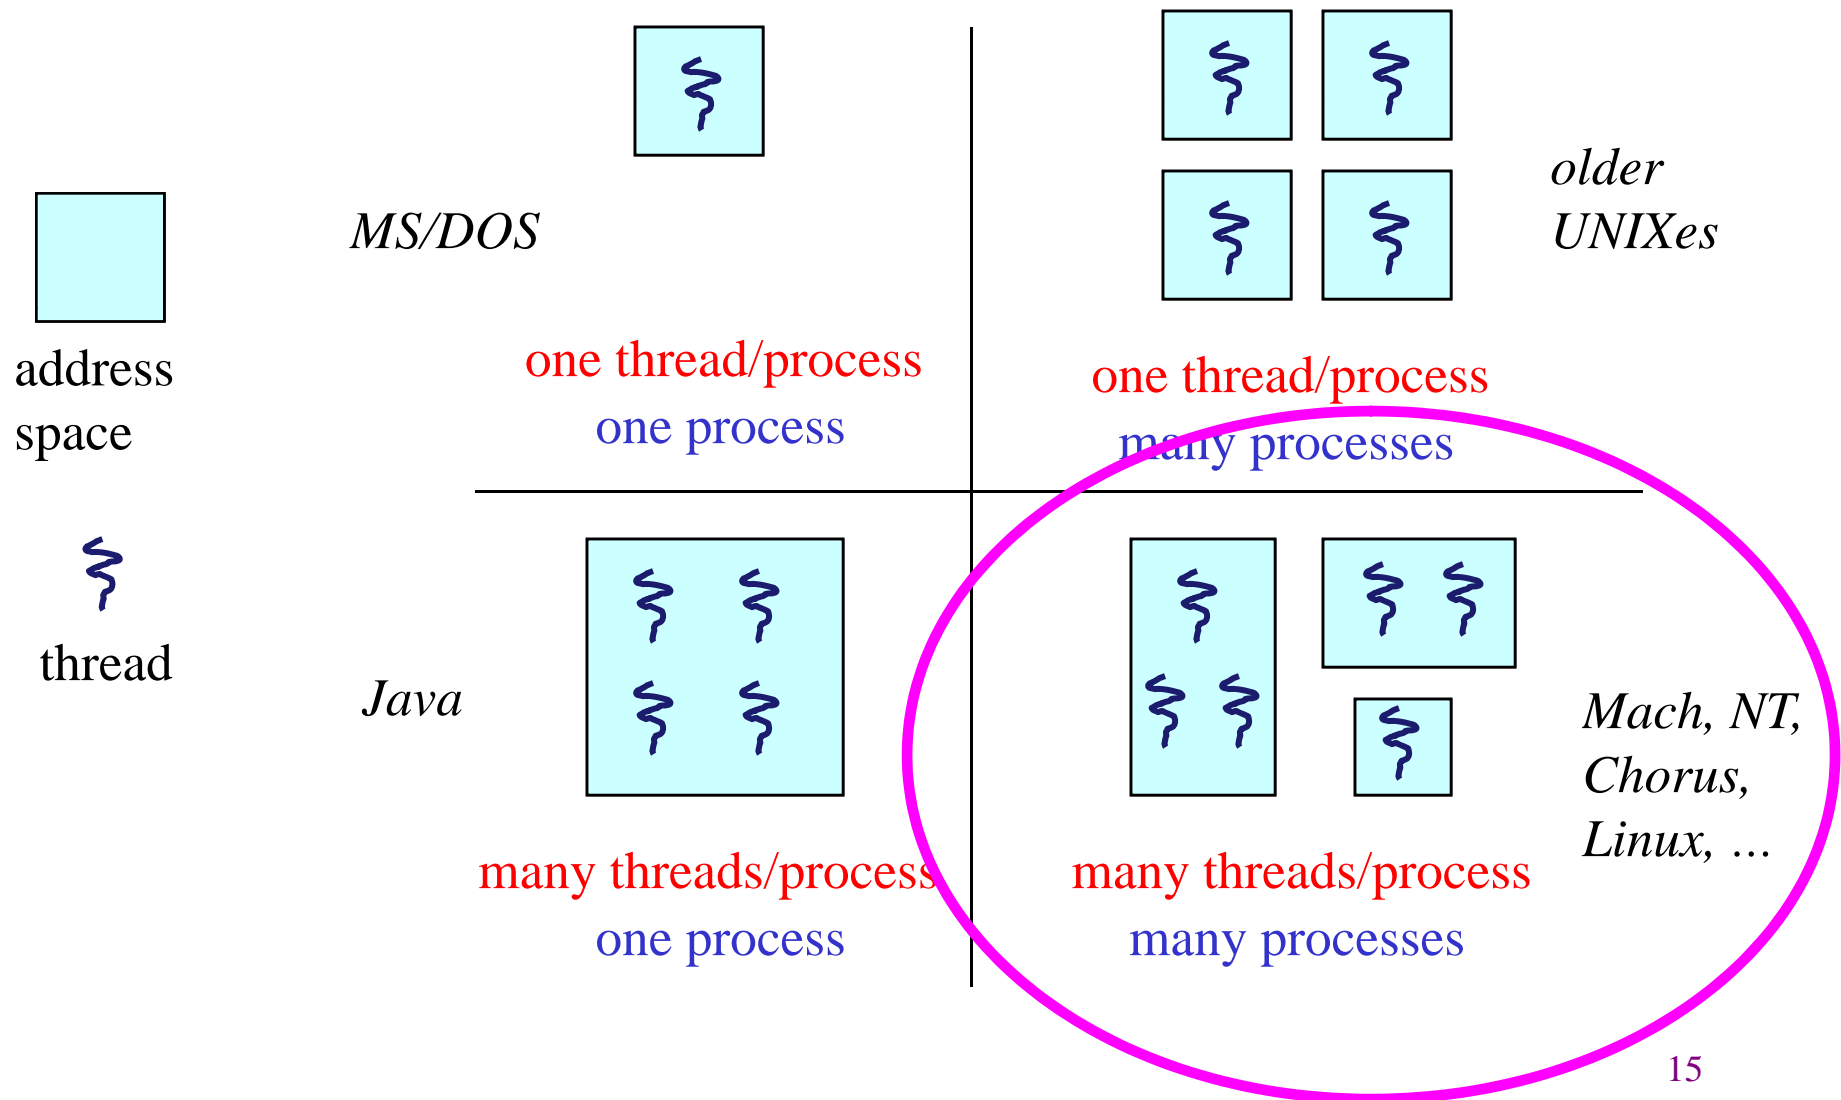 address
space
thread
MS/DOS
one thread/process
one process
older
UNIXes
one thread/process
many processes
Java
many threads/process
one process
many threads/process
many processes
Mach, NT,
Chorus,
Linux, …
15